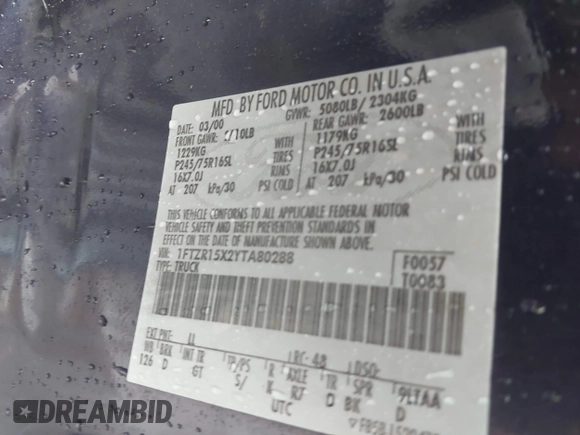 MFD. BY FORD MOTOR CO. IN U.S.A.
DATE: 03/00 GVWR: 5080LB/ 2304KG
FRONT GAWR: 2710LB REAR GAWR: 2600LB
1229KG 1179KG
P245/75R16SL TIRES P245/75R16SL TIRES
16X7.0J RIMS 16X7.0J RIMS
AT 207 kPa/30 PSI COLD AT 207 kPa/30 PSI COLD
THIS VEHICLE CONFORMS TO ALL APPLICABLE FEDERAL MOTOR
VEHICLE SAFETY AND THEFT PREVENTION STANDARDS IN
EFFECT ON THE DATE OF MANUFACTURE SHOWN ABOVE.
VIN: 1FTZR15X2YTA80288 F0057
TYPE: TRUCK T0083
EXT PNT: LL RC: 48 DSO:
WB BRK INT TR TP/PS R AXLE TR SPR
126 D GT S/ K R7 D BK 9LTAA D
UTC
DREAMBID